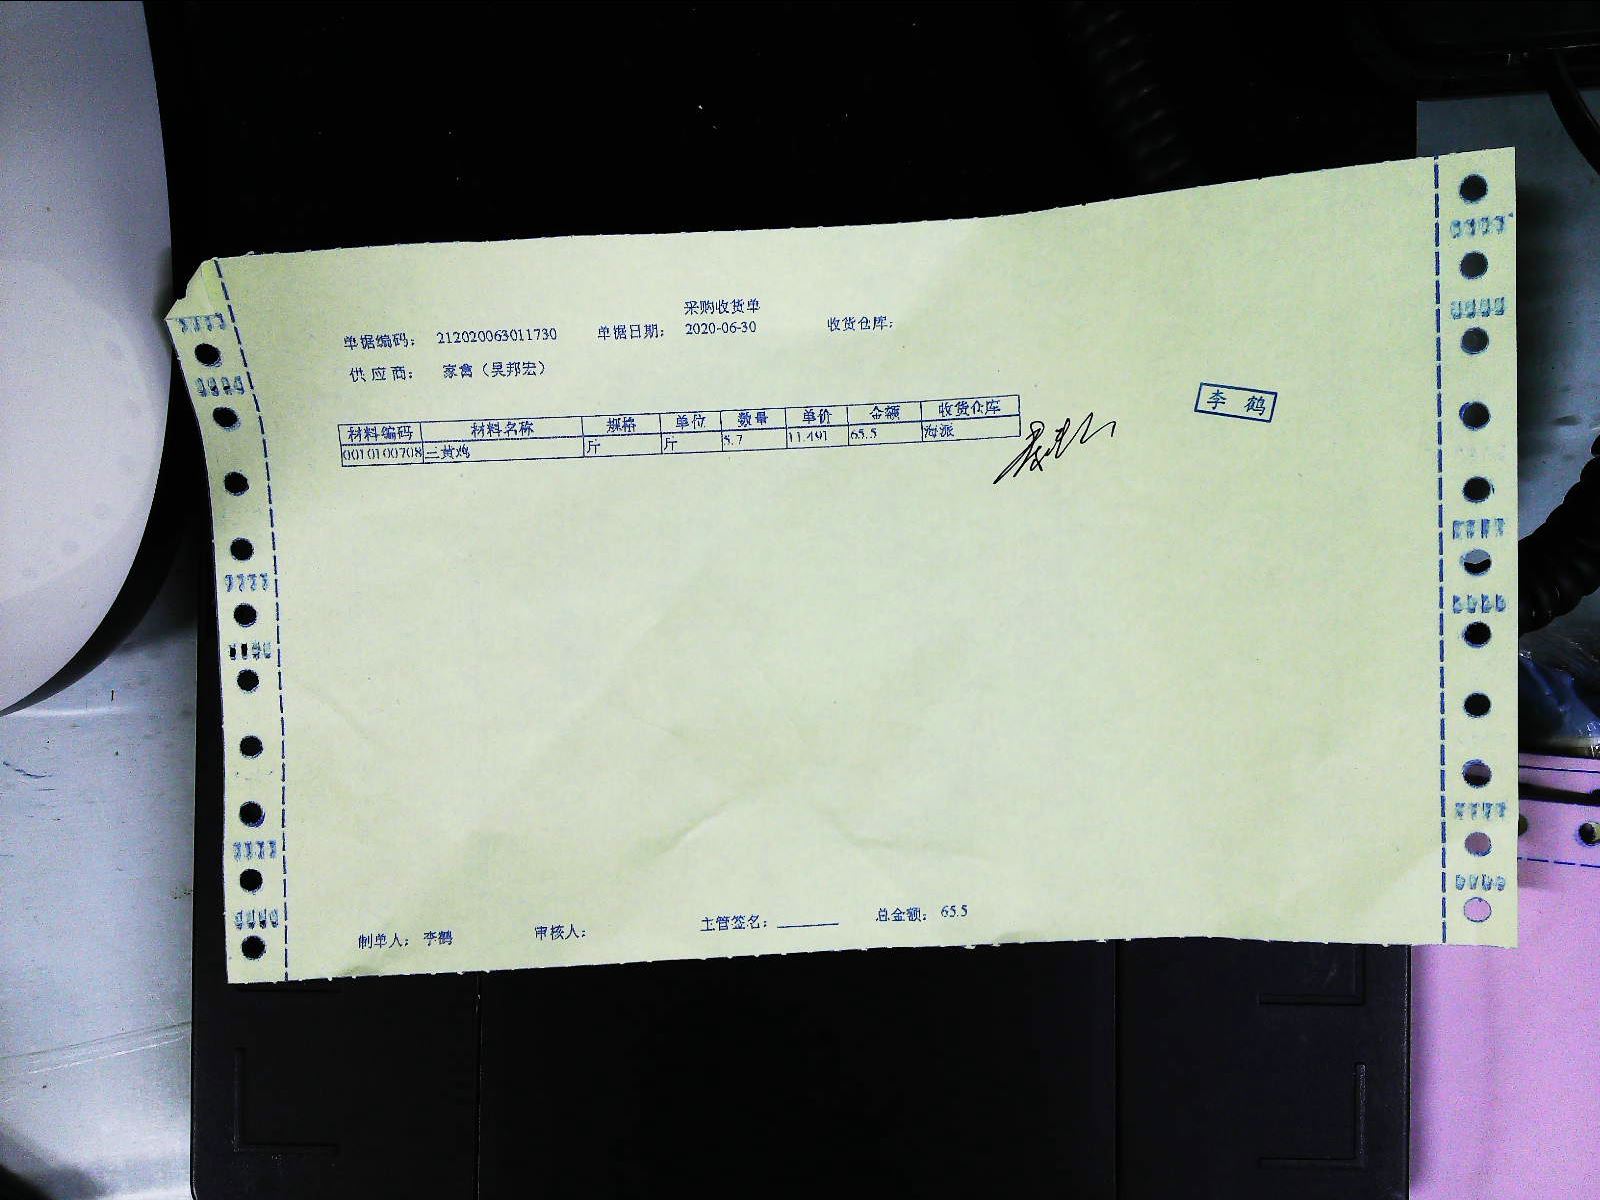 采购收货单
单据编码： 212020063011730 单据日期： 2020-06-30 收货仓库：
供应商： 家禽（吴邦宏）
李鹤
材料编码 材料名称 规格 单位 数量 单价 金额 收货仓库
0010100708 三黄鸡 斤 斤 5.7 11.491 65.5 海派
制单人： 李鹤 审核人： 主管签名： 总金额： 65.5